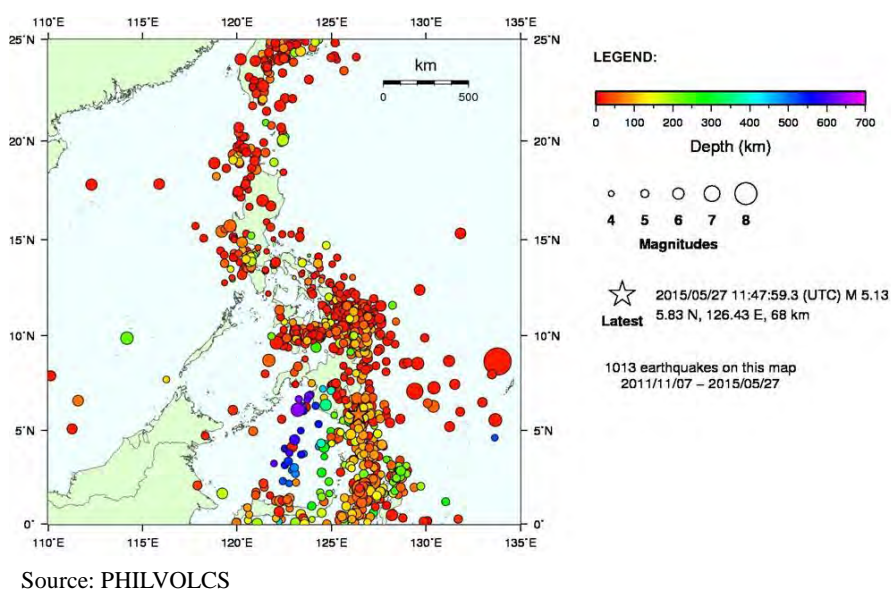 110°E 115°E 120°E 125°E 130°E 135°E
25°N 25°N
km
0 500
20°N 20°N
15°N 15°N
10°N 10°N
5°N 5°N
0° 0°
110°E 115°E 120°E 125°E 130°E 135°E
LEGEND:
0 100 200 300 400 500 600 700
Depth (km)
4 5 6 7 8
Magnitudes
Latest
2015/05/27 11:47:59.3 (UTC) M 5.13
5.83 N, 126.43 E, 68 km
1013 earthquakes on this map
2011/11/07 – 2015/05/27
Source: PHILVOLCS